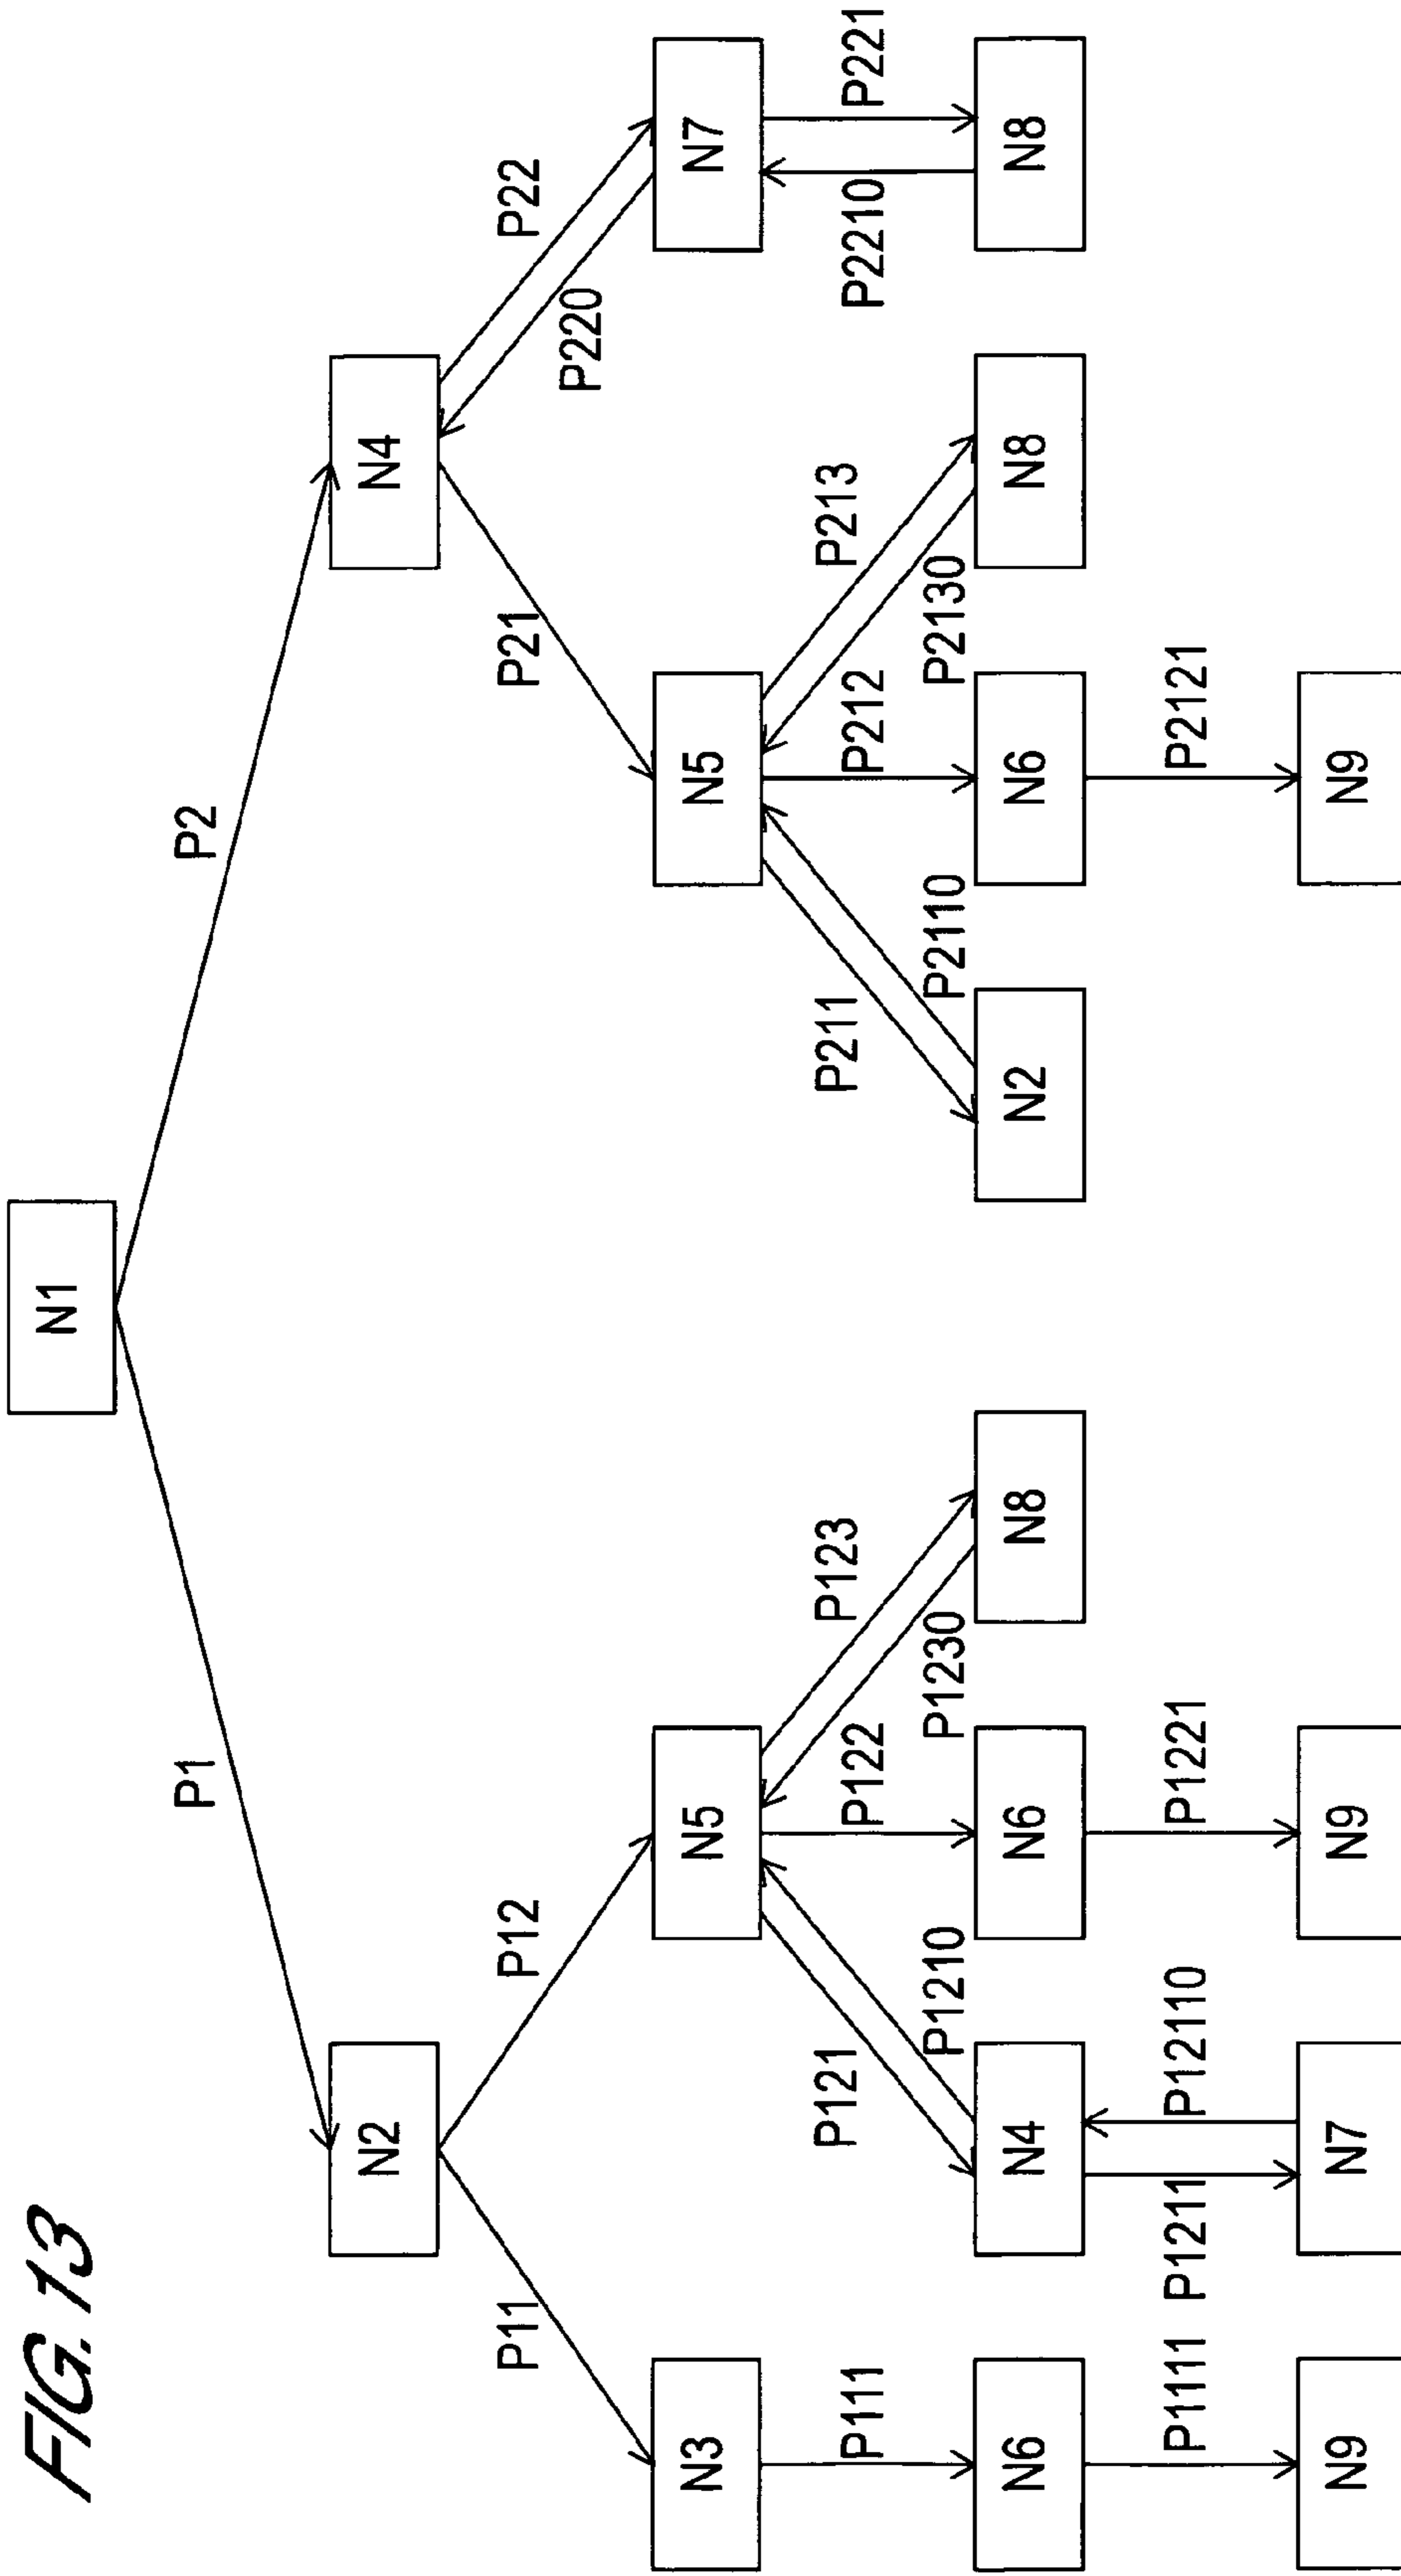 FIG. 13
N1
P1
P2
N2
N4
P11
P12
P21
P220
P22
N3
N5
N5
N7
P111
P121
P1210
P122
P1230
P123
P211
P2110
P212
P2130
P213
P2210
P221
N6
N4
N6
N8
N2
N6
N8
N8
P1111
P1211
P12110
P1221
P2121
N9
N7
N9
N9